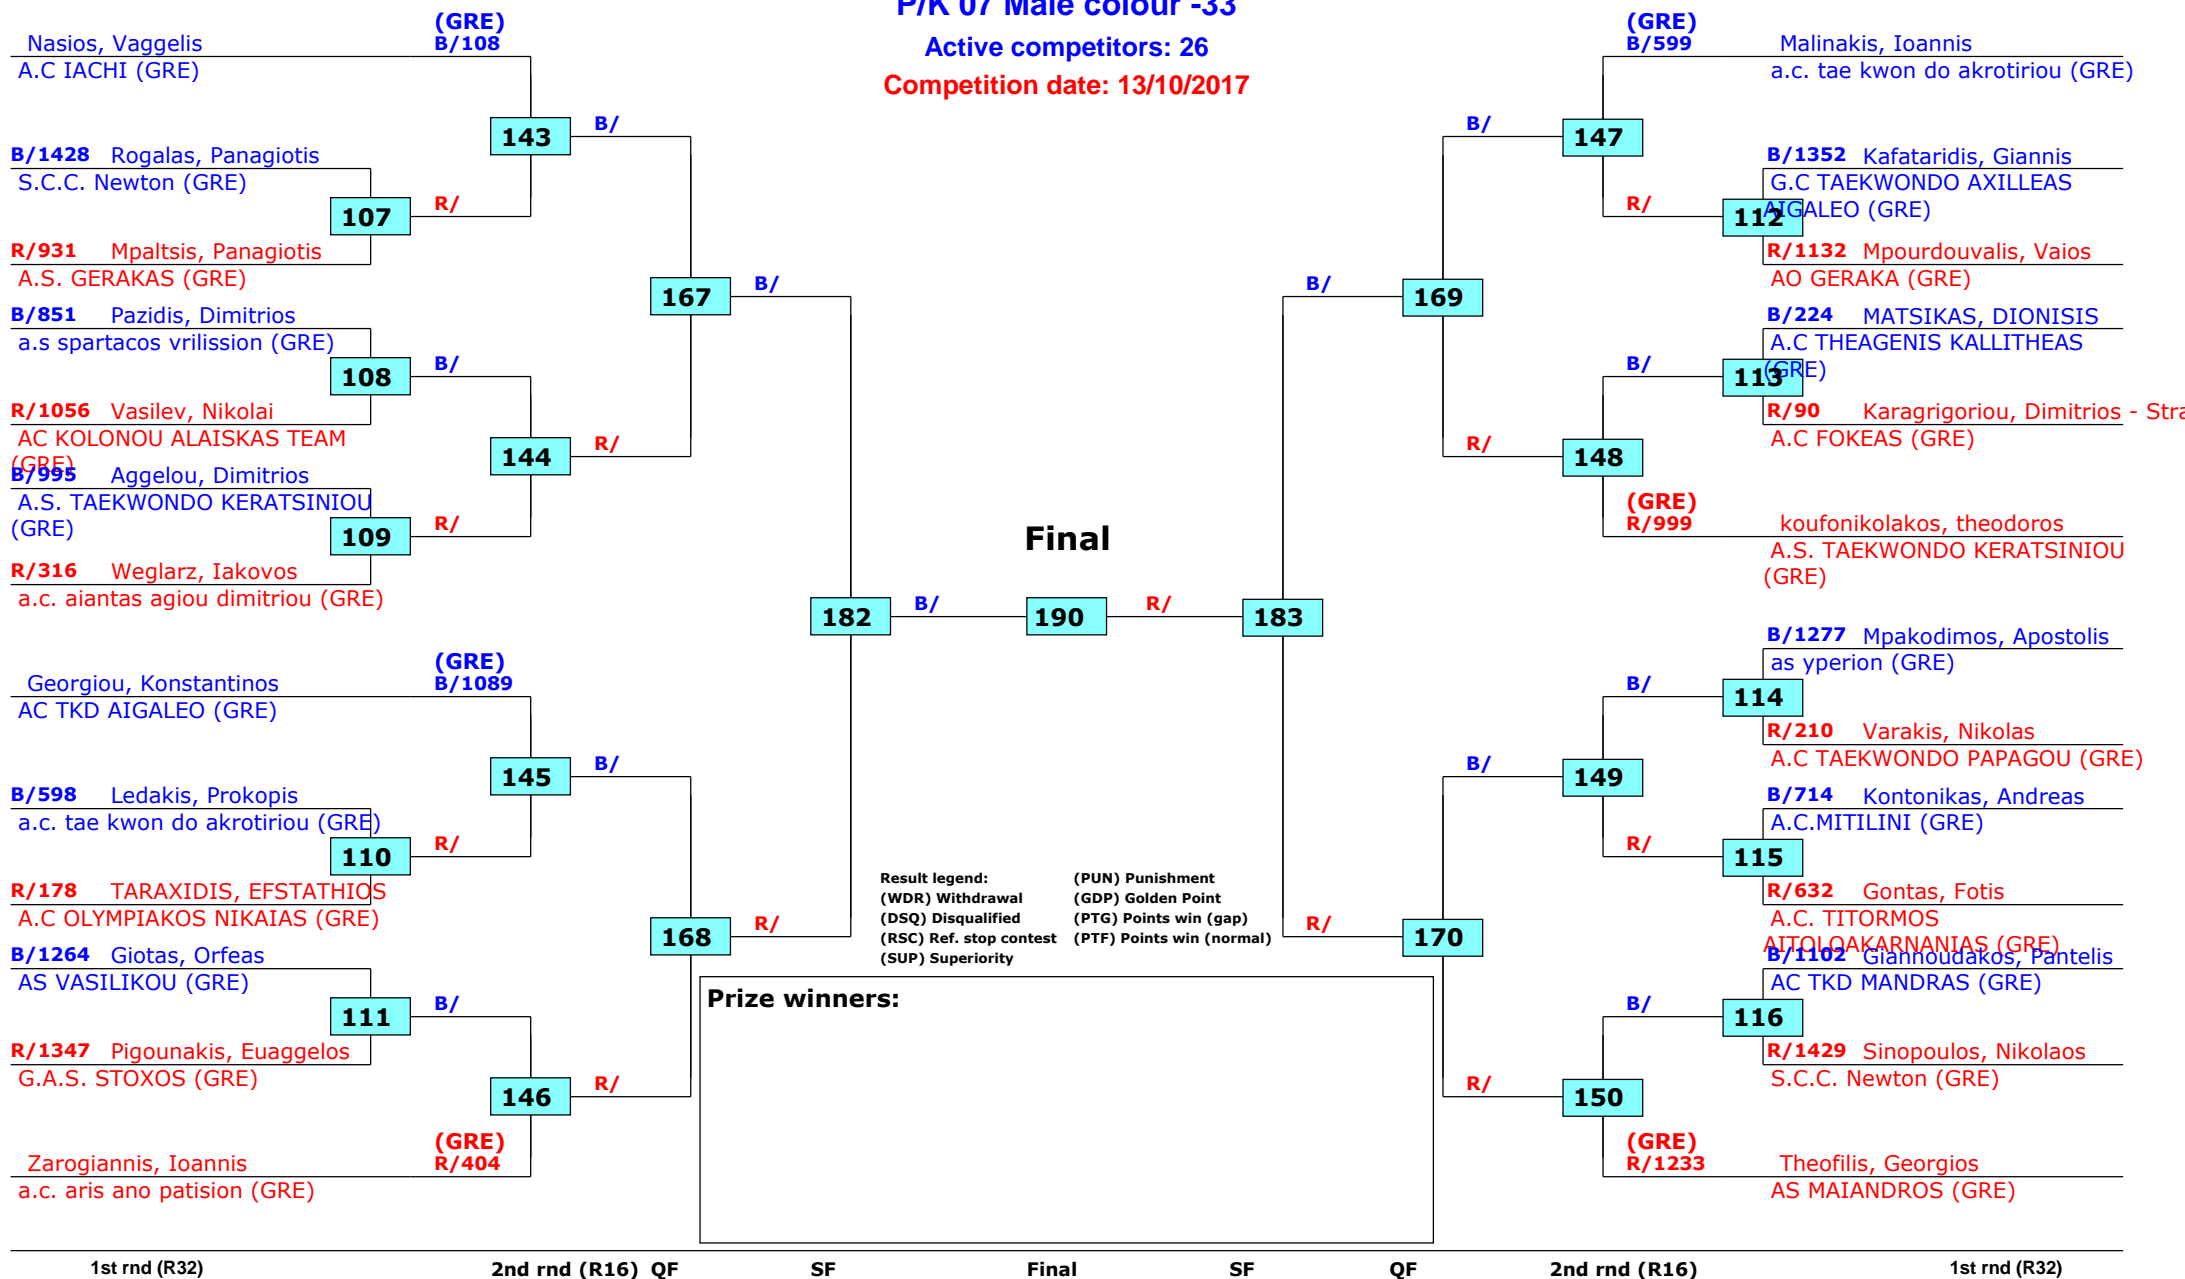 P/K 07 Male colour -33
Active competitors: 26
Competition date: 13/10/2017
(GRE)
Nasios, Vaggelis B/108
A.C IACHI (GRE)
143
B/
B/1428 Rogalas, Panagiotis
S.C.C. Newton (GRE)
107
R/
R/931 Mpaltsis, Panagiotis
A.S. GERAKAS (GRE)
167
B/
B/851 Pazidis, Dimitrios
a.s spartacos vrilission (GRE)
108
B/
R/1056 Vasilev, Nikolai
AC KOLONOU ALAISKAS TEAM
(GRE)
144
R/
B/995 Aggelou, Dimitrios
A.S. TAEKWONDO KERATSINIOU
(GRE)
109
R/
R/316 Weglarz, Iakovos
a.c. aiantas agiou dimitriou (GRE)
182
B/
(GRE)
Georgiou, Konstantinos B/1089
AC TKD AIGALEO (GRE)
145
B/
B/598 Ledakis, Prokopis
a.c. tae kwon do akrotiriou (GRE)
110
R/
R/178 TARAXIDIS, EFSTATHIOS
A.C OLYMPIAKOS NIKAIAS (GRE)
168
R/
B/1264 Giotas, Orfeas
AS VASILIKOU (GRE)
111
B/
R/1347 Pigounakis, Euaggelos
G.A.S. STOXOS (GRE)
146
R/
(GRE)
Zarogiannis, Ioannis R/404
a.c. aris ano patision (GRE)
Final
190
R/
183
(GRE)
B/599 Malinakis, Ioannis
a.c. tae kwon do akrotiriou (GRE)
B/
147
B/1352 Kafataridis, Giannis
G.C TAEKWONDO AXILLEAS
AIGALEO (GRE)
R/
112
R/1132 Mpourdouvalis, Vaios
AO GERAKA (GRE)
B/
169
B/224 MATSIKAS, DIONISIS
A.C THEAGENIS KALLITHEAS
(GRE)
B/
113
R/90 Karagrigoriou, Dimitrios - Stra
A.C FOKEAS (GRE)
R/
148
(GRE)
R/999 koufonikolakos, theodoros
A.S. TAEKWONDO KERATSINIOU
(GRE)
B/1277 Mpakodimos, Apostolis
as yperion (GRE)
B/
114
R/210 Varakis, Nikolas
A.C TAEKWONDO PAPAGOU (GRE)
B/
149
B/714 Kontonikas, Andreas
A.C.MITILINI (GRE)
R/
115
R/632 Gontas, Fotis
A.C. TITORMOS
AITOLOAKARNANIAS (GRE)
R/
170
B/1102 Giannoudakos, Pantelis
AC TKD MANDRAS (GRE)
B/
116
R/1429 Sinopoulos, Nikolaos
S.C.C. Newton (GRE)
R/
150
(GRE)
R/1233 Theofilis, Georgios
AS MAIANDROS (GRE)
Result legend: (PUN) Punishment
(WDR) Withdrawal (GDP) Golden Point
(DSQ) Disqualified (PTG) Points win (gap)
(RSC) Ref. stop contest (PTF) Points win (normal)
(SUP) Superiority
Prize winners:
1st rnd (R32) 2nd rnd (R16) QF SF Final SF QF 2nd rnd (R16) 1st rnd (R32)